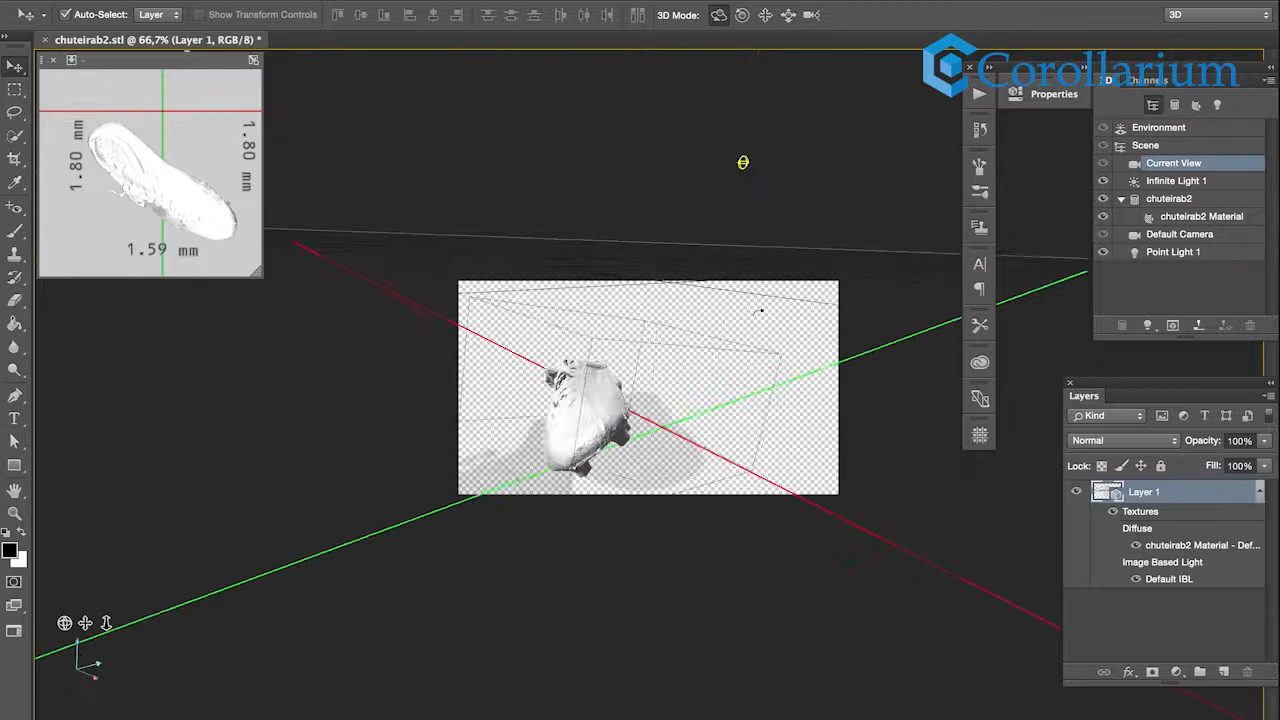 Auto-Select: Layer Show Transform Controls 3D Mode: 3D
chuteirab2.stl @ 66,7% (Layer 1, RGB/8) *
Corollarium
3D Channels
Properties
1.80 mm
1.80 mm
1.59 mm
Environment
Scene
Current View
Infinite Light 1
chuteirab2
chuteirab2 Material
Default Camera
Point Light 1
Layers
Kind
Normal Opacity: 100%
Lock: Fill: 100%
Layer 1
Textures
Diffuse
chuteirab2 Material - Def...
Image Based Light
Default IBL